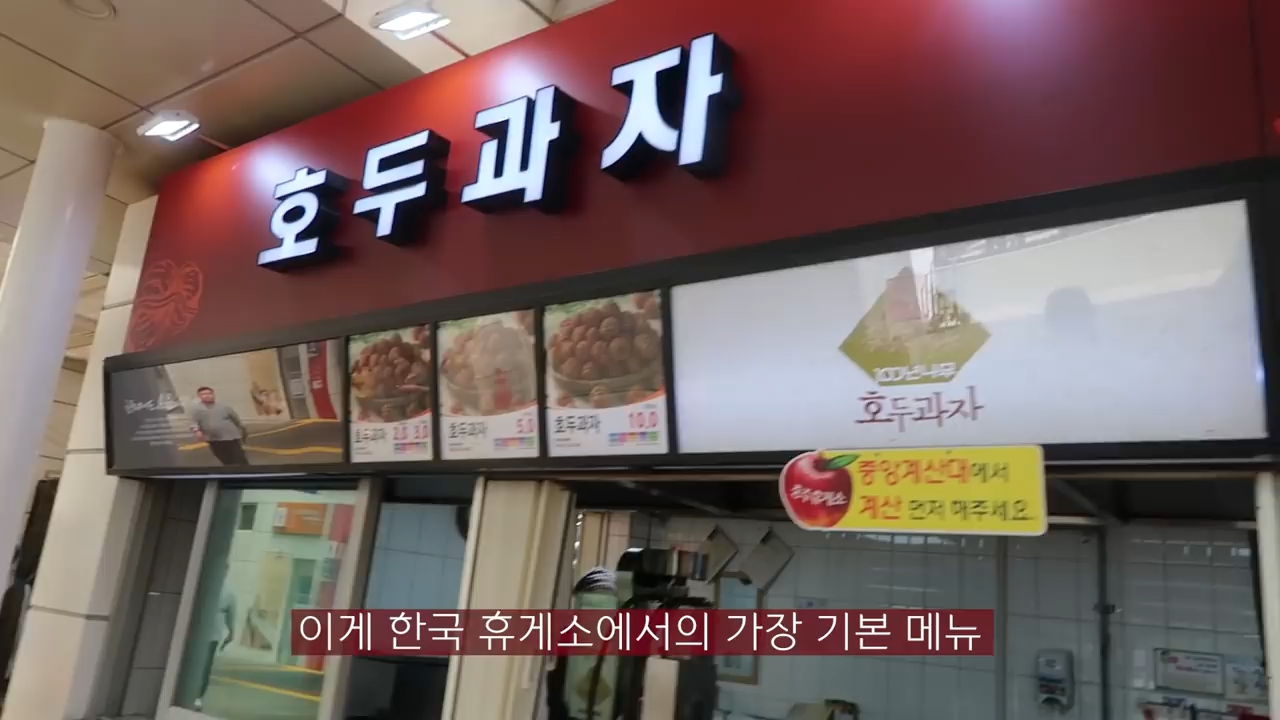 호두과자
호두과자
호두과자 5,0
호두과자 10,0
100년나무
호두과자
중앙계산대에서
계산 먼저 해주세요
이게 한국 휴게소에서의 가장 기본 메뉴